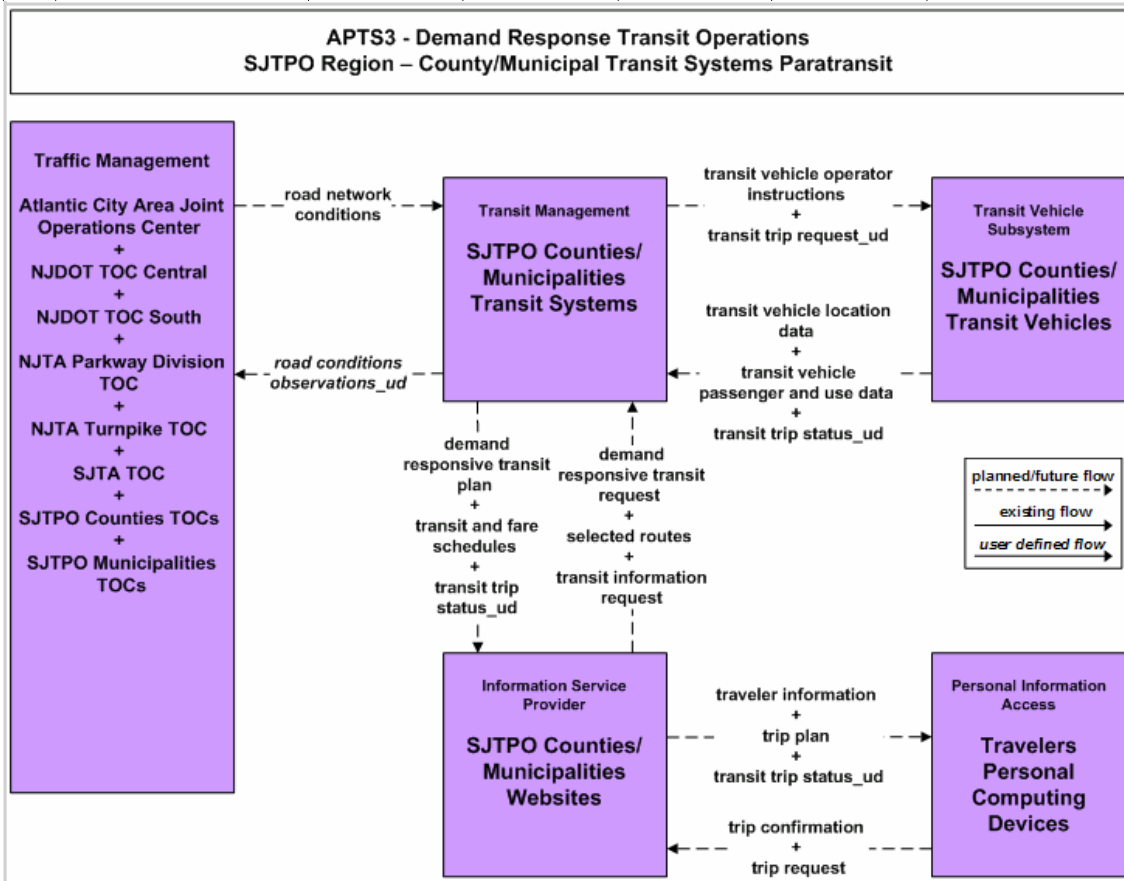 APTS3 - Demand Response Transit Operations
SJTPO Region – County/Municipal Transit Systems Paratransit
Traffic Management
Atlantic City Area Joint
Operations Center
+
NJDOT TOC Central
+
NJDOT TOC South
+
NJTA Parkway Division
TOC
+
NJTA Turnpike TOC
+
SJTA TOC
+
SJTPO Counties TOCs
+
SJTPO Municipalities
TOCs
road network
conditions
road conditions
observations_ud
Transit Management
SJTPO Counties/
Municipalities
Transit Systems
transit vehicle operator
instructions
+
transit trip request_ud
transit vehicle location
data
+
transit vehicle
passenger and use data
+
transit trip status_ud
Transit Vehicle
Subsystem
SJTPO Counties/
Municipalities
Transit Vehicles
demand
responsive transit
plan
+
transit and fare
schedules
+
transit trip
status_ud
demand
responsive transit
request
+
selected routes
+
transit information
request
planned/future flow
existing flow
user defined flow
Information Service
Provider
SJTPO Counties/
Municipalities
Websites
traveler information
+
trip plan
+
transit trip status_ud
trip confirmation
+
trip request
Personal Information
Access
Travelers
Personal
Computing
Devices